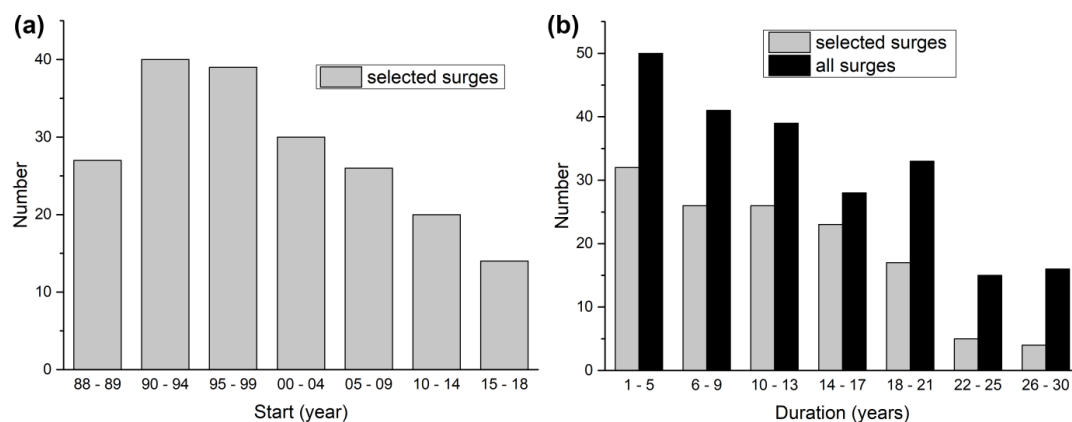 (a)
selected surges
Number
40
30
20
10
0
88 - 89 90 - 94 95 - 99 00 - 04 05 - 09 10 - 14 15 - 18
Start (year)
(b)
selected surges
all surges
Number
50
40
30
20
10
0
1 - 5 6 - 9 10 - 13 14 - 17 18 - 21 22 - 25 26 - 30
Duration (years)